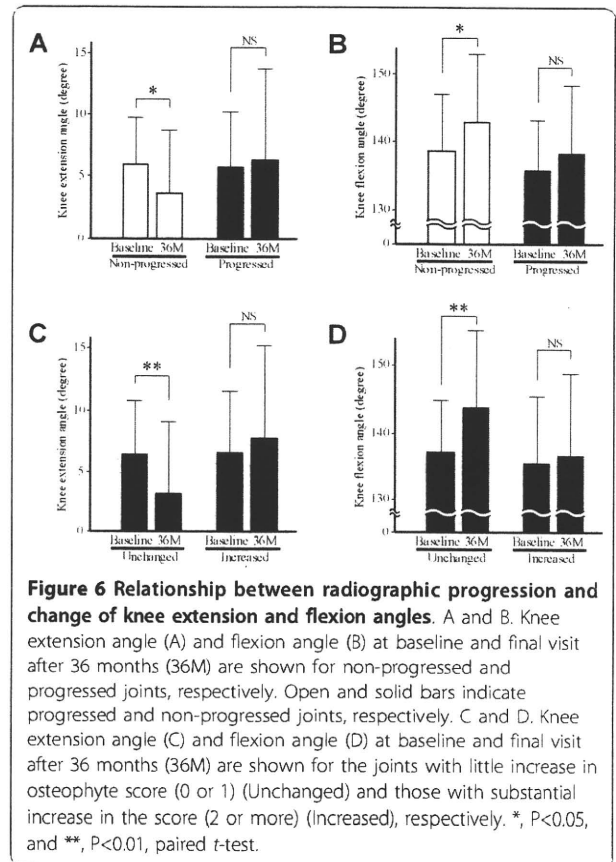 A
Knee extension angle (degree)
15
10
5
0
*
NS
Baseline 36M Baseline 36M
Non-progressed Progressed
B
Knee flexion angle (degree)
150
140
130
0
*
NS
Baseline 36M Baseline 36M
Non-progressed Progressed
C
Knee extension angle (degree)
15
10
5
0
**
NS
Baseline 36M Baseline 36M
Unchanged Increased
D
Knee flexion angle (degree)
150
140
130
0
**
NS
Baseline 36M Baseline 36M
Unchanged Increased
Figure 6 Relationship between radiographic progression and
change of knee extension and flexion angles. A and B. Knee
extension angle (A) and flexion angle (B) at baseline and final visit
after 36 months (36M) are shown for non-progressed and
progressed joints, respectively. Open and solid bars indicate
progressed and non-progressed joints, respectively. C and D. Knee
extension angle (C) and flexion angle (D) at baseline and final visit
after 36 months (36M) are shown for the joints with little increase in
osteophyte score (0 or 1) (Unchanged) and those with substantial
increase in the score (2 or more) (Increased), respectively. *, P<0.05,
and **, P<0.01, paired t-test.